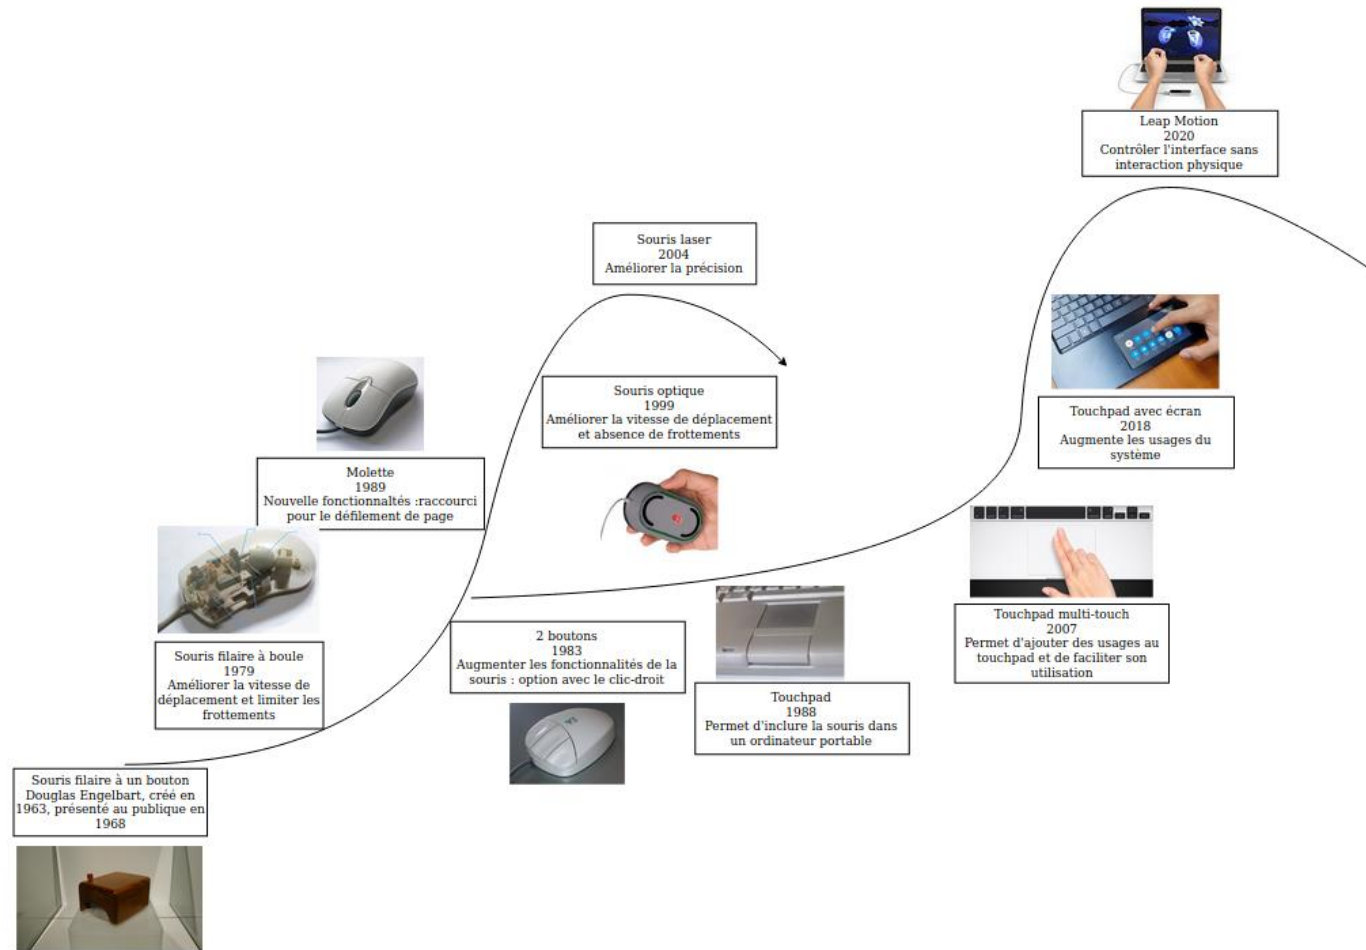 Leap Motion
2020
Contrôler l'interface sans
interaction physique
Souris laser
2004
Améliorer la précision
Souris optique
1999
Améliorer la vitesse de déplacement
et absence de frottements
Touchpad avec écran
2018
Augmente les usages du
système
Molette
1989
Nouvelle fonctionnaltés :raccourci
pour le défilement de page
Touchpad multi-touch
2007
Permet d'ajouter des usages au
touchpad et de faciliter son
utilisation
2 boutons
1983
Augmenter les fonctionnalités de la
souris : option avec le clic-droit
Souris filaire à boule
1979
Améliorer la vitesse de
déplacement et limiter les
frottements
Touchpad
1988
Permet d'inclure la souris dans
un ordinateur portable
Souris filaire à un bouton
Douglas Engelbart, créé en
1963, présenté au publique en
1968